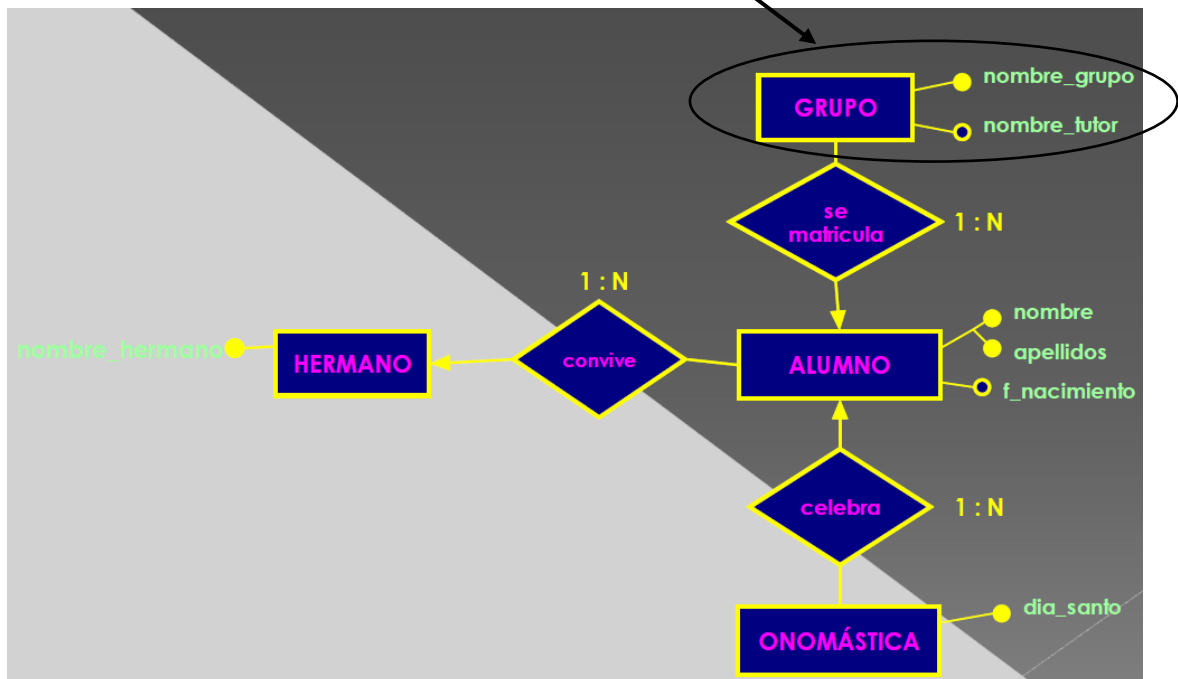 GRUPO
nombre_grupo
nombre_tutor
se
matricula
1 : N
1 : N
nombre_hermano
HERMANO
convive
ALUMNO
nombre
apellidos
f_nacimiento
celebra
1 : N
ONOMÁSTICA
dia_santo